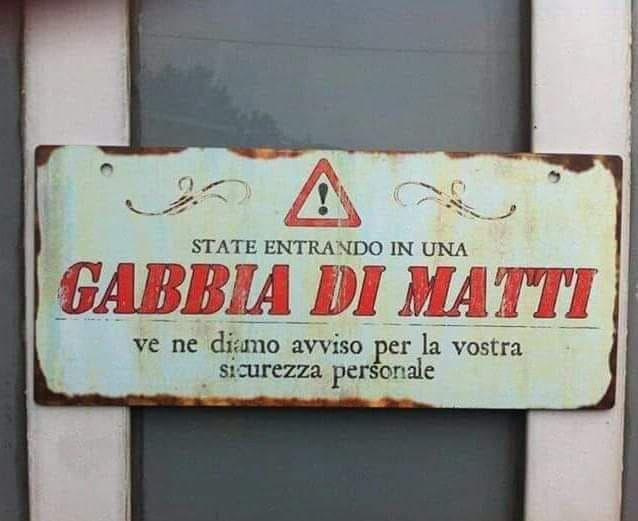 !
STATE ENTRANDO IN UNA
GABBIA DI MATTI
ve ne diamo avviso per la vostra
sicurezza personale